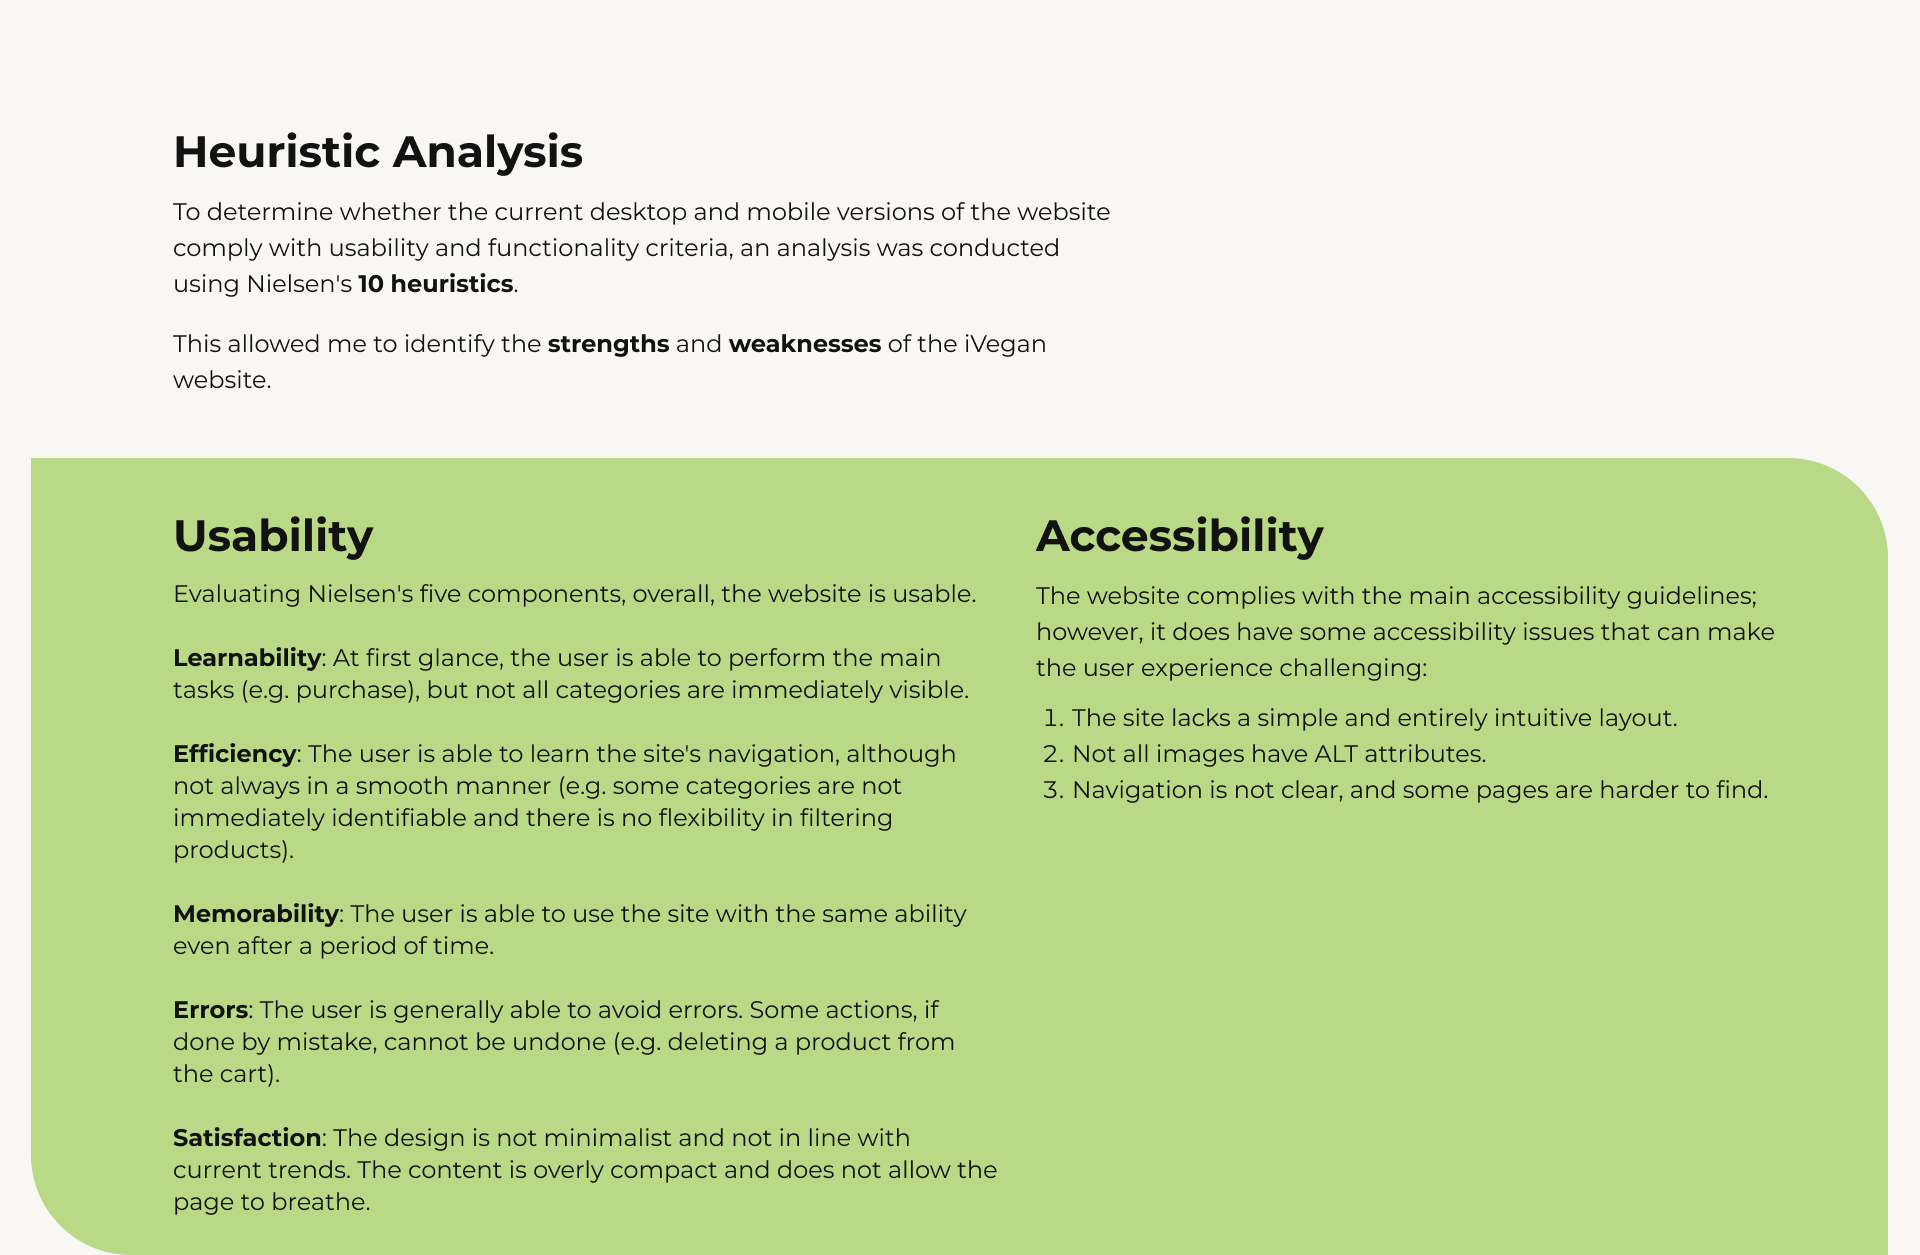 Heuristic Analysis
To determine whether the current desktop and mobile versions of the website
comply with usability and functionality criteria, an analysis was conducted
using Nielsen's 10 heuristics.
This allowed me to identify the strengths and weaknesses of the iVegan
website.
Usability
Evaluating Nielsen's five components, overall, the website is usable.
Learnability: At first glance, the user is able to perform the main
tasks (e.g. purchase), but not all categories are immediately visible.
Efficiency: The user is able to learn the site's navigation, although
not always in a smooth manner (e.g. some categories are not
immediately identifiable and there is no flexibility in filtering
products).
Memorability: The user is able to use the site with the same ability
even after a period of time.
Errors: The user is generally able to avoid errors. Some actions, if
done by mistake, cannot be undone (e.g. deleting a product from
the cart).
Satisfaction: The design is not minimalist and not in line with
current trends. The content is overly compact and does not allow the
page to breathe.
Accessibility
The website complies with the main accessibility guidelines;
however, it does have some accessibility issues that can make
the user experience challenging:
1. The site lacks a simple and entirely intuitive layout.
2. Not all images have ALT attributes.
3. Navigation is not clear, and some pages are harder to find.